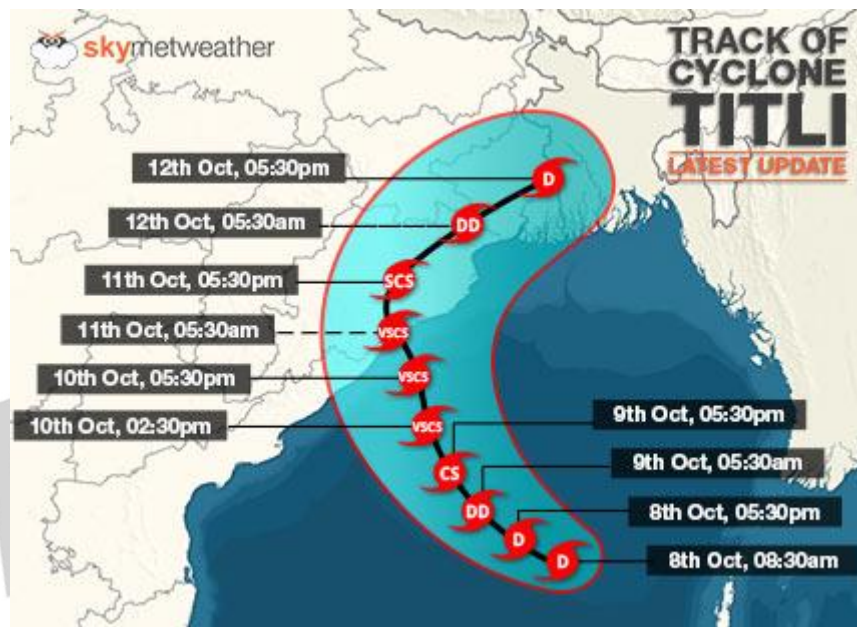 skymetweather
TRACK OF
CYCLONE
TITLI
LATEST UPDATE
12th Oct, 05:30pm
D
12th Oct, 05:30am
DD
11th Oct, 05:30pm
SCS
11th Oct, 05:30am
VSCS
10th Oct, 05:30pm
VSCS
10th Oct, 02:30pm
VSCS
9th Oct, 05:30pm
CS
9th Oct, 05:30am
DD
8th Oct, 05:30pm
D
8th Oct, 08:30am
D